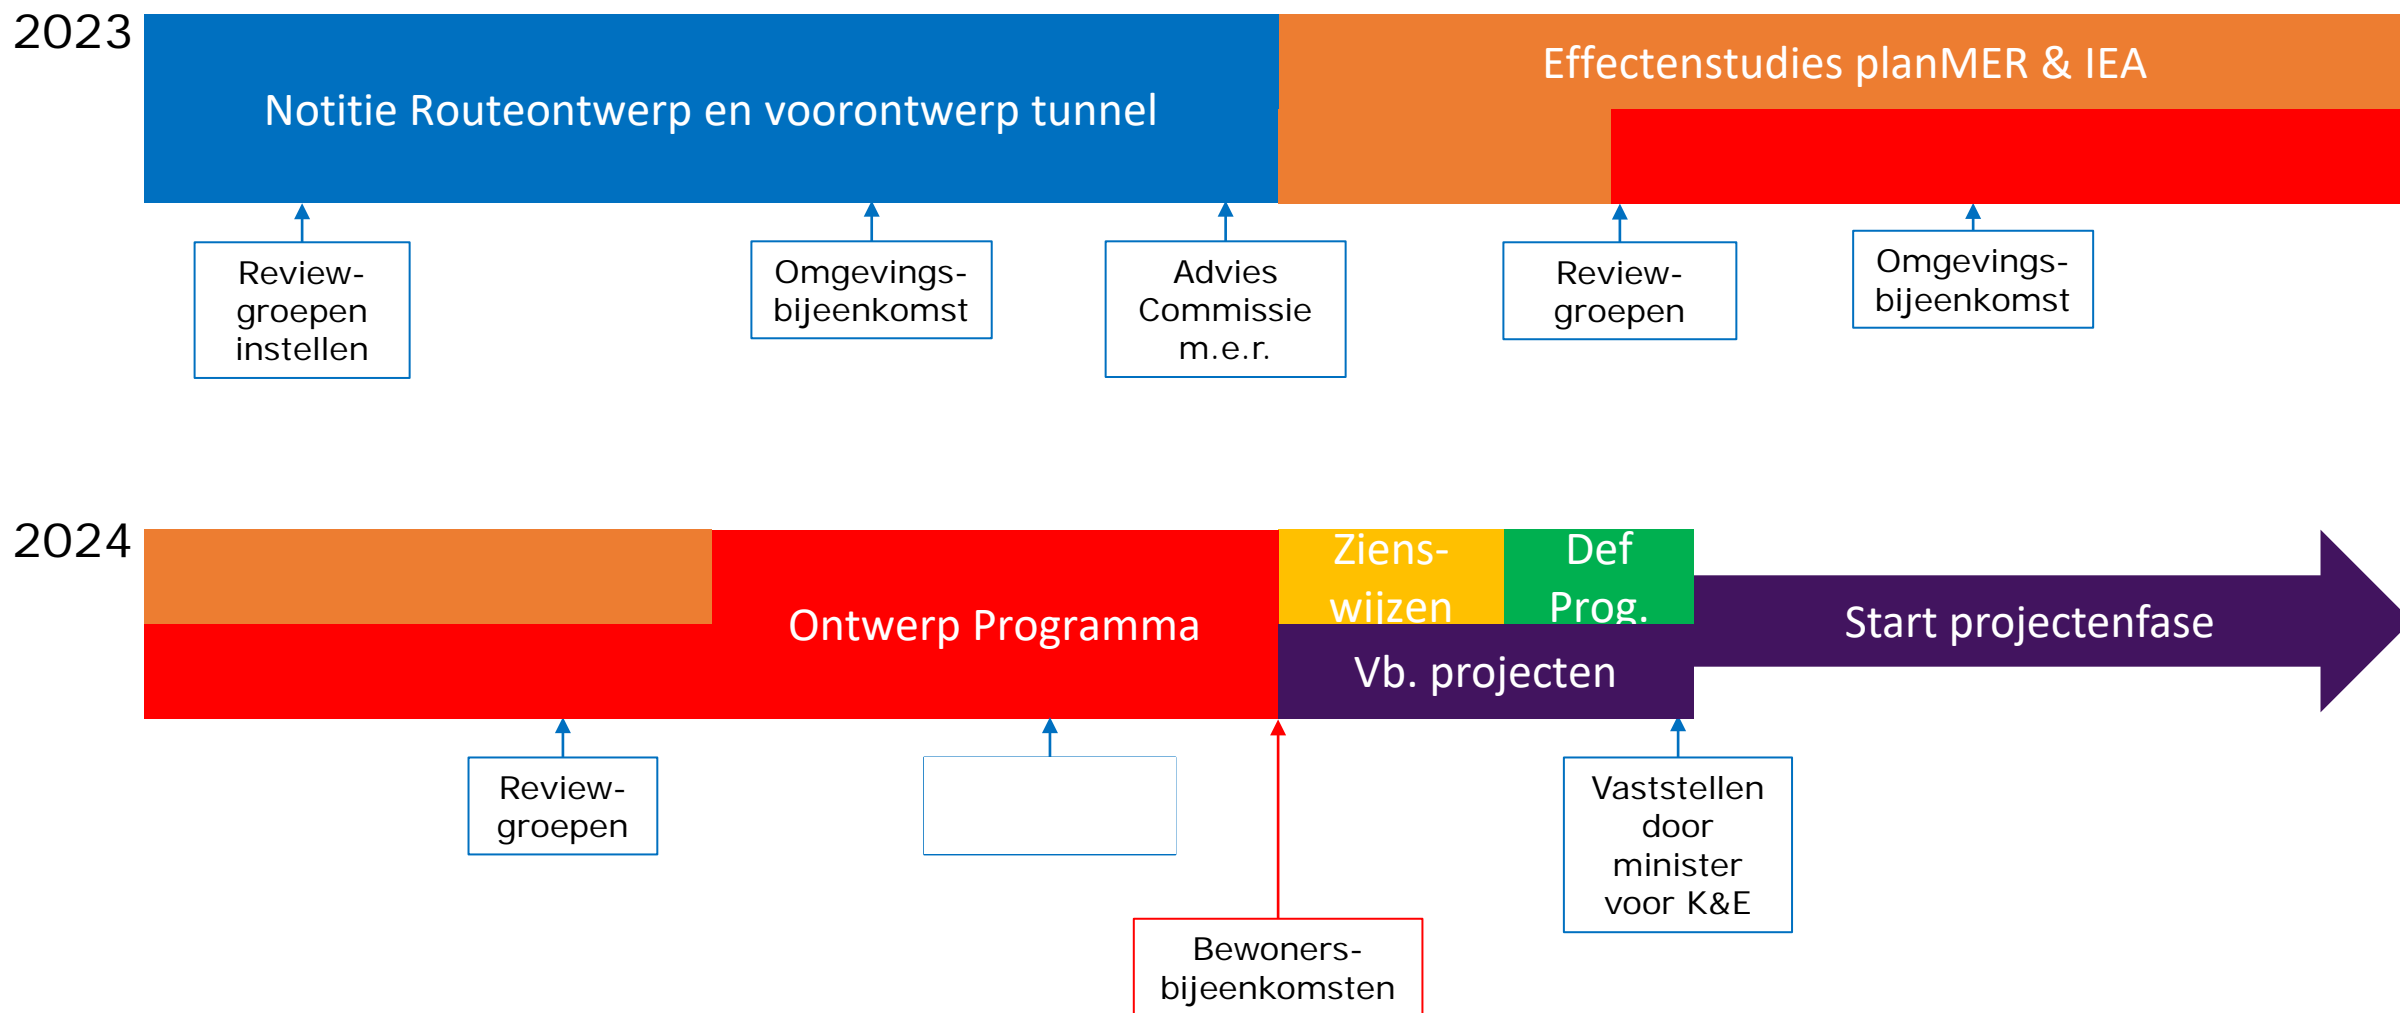 2023
Notitie Routeontwerp en voorontwerp tunnel
Effectenstudies planMER & IEA
Review-
groepen
instellen
Omgevings-
bijeenkomst
Advies
Commissie
m.e.r.
Review-
groepen
Omgevings-
bijeenkomst
2024
Ontwerp Programma
Ziens-
wijzen
Def
Prog.
Vb. projecten
Start projectenfase
Review-
groepen
Vaststellen
door
minister
voor K&E
Bewoners-
bijeenkomsten